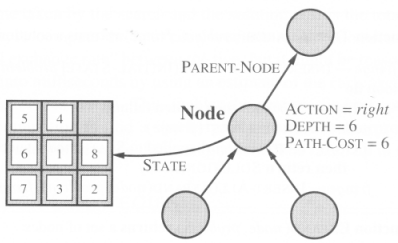 PARENT-NODE
Node
ACTION = right
DEPTH = 6
PATH-COST = 6
STATE
5 4
6 1 8
7 3 2